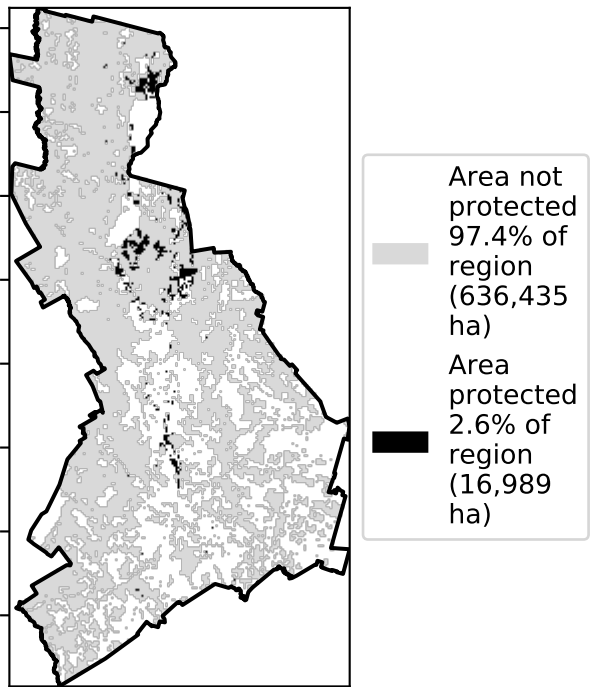 Area not
protected
97.4% of
region
(636,435
ha)
Area
protected
2.6% of
region
(16,989
ha)